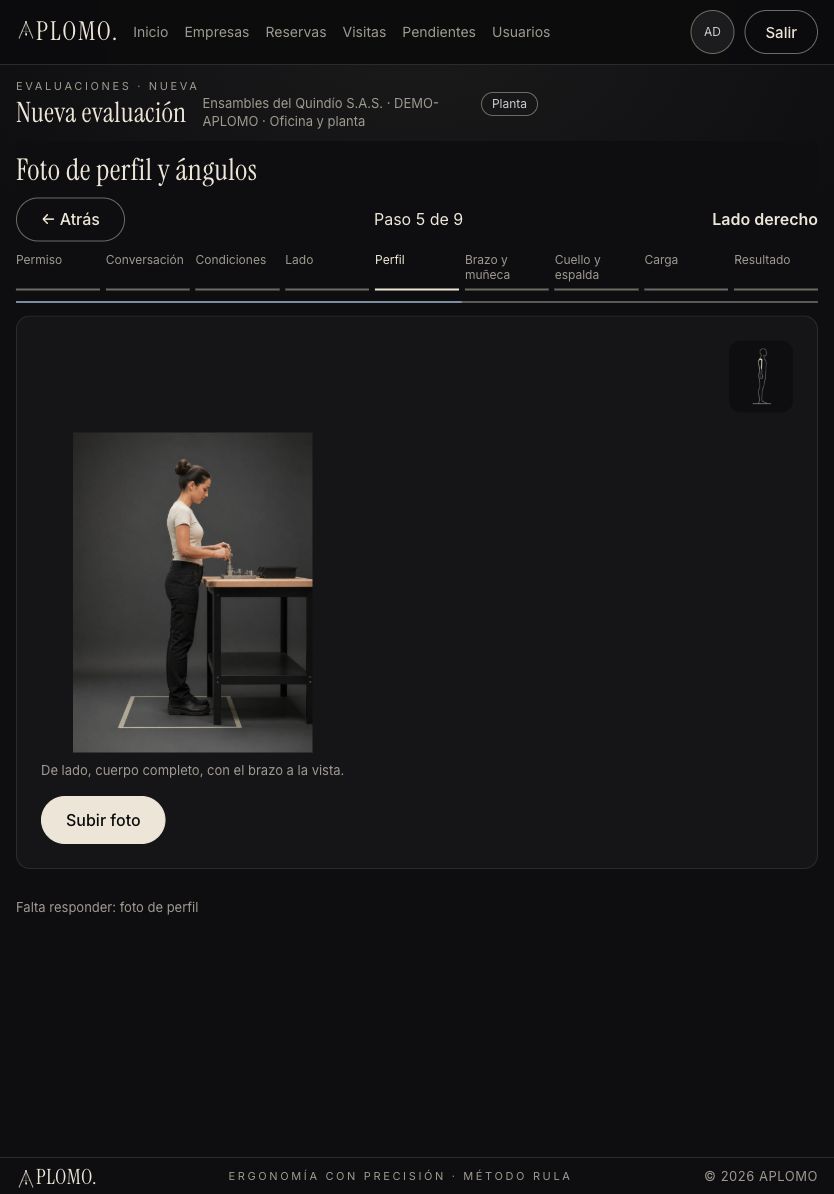 APLOMO.
Inicio
Empresas
Reservas
Visitas
Pendientes
Usuarios
AD
Salir
EVALUACIONES · NUEVA
Nueva evaluación
Ensambles del Quindío S.A.S. · DEMO-
APLOMO · Oficina y planta
Planta
Foto de perfil y ángulos
← Atrás
Paso 5 de 9
Lado derecho
Permiso
Conversación
Condiciones
Lado
Perfil
Brazo y
muñeca
Cuello y
espalda
Carga
Resultado
De lado, cuerpo completo, con el brazo a la vista.
Subir foto
Falta responder: foto de perfil
APLOMO.
ERGONOMÍA CON PRECISIÓN · MÉTODO RULA
© 2026 APLOMO